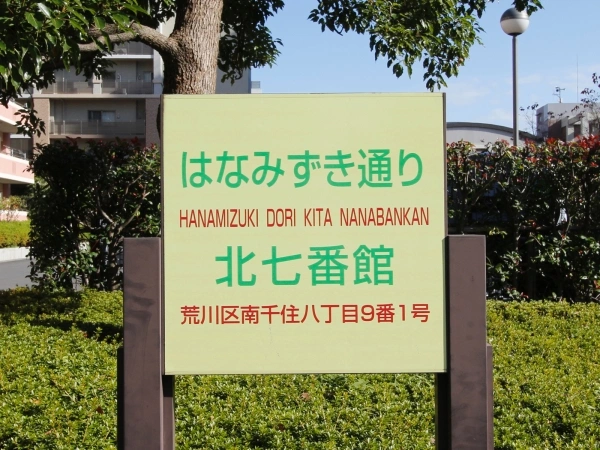 はなみずき通り
HANAMIZUKI DORI KITA NANABANKAN
北七番館
荒川区南千住八丁目9番1号